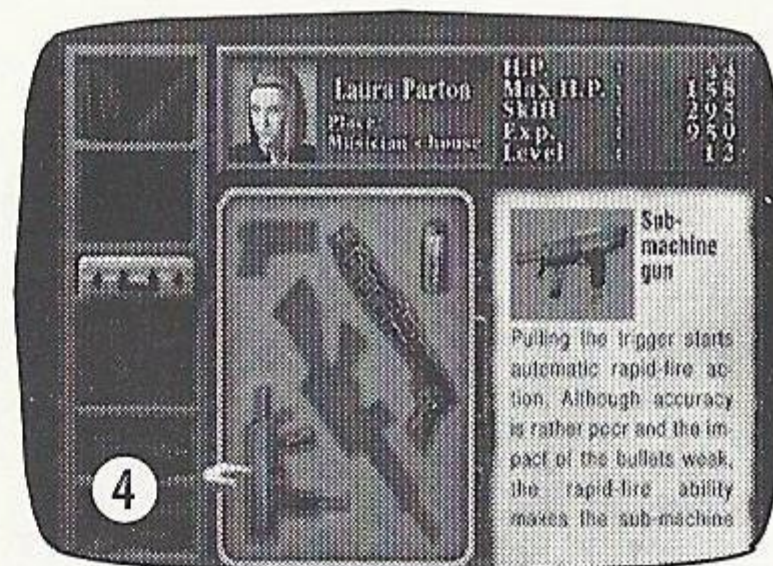 Laura Parton
Place:
Musician's house
H.P. : 44
Max H.P. : 158
Skill : 295
Exp. : 950
Level : 12
Sub-
machine
gun
Pulling the trigger starts
automatic rapid-fire ac-
tion. Although accuracy
is rather poor and the im-
pact of the bullets weak,
the rapid-fire ability
makes the sub-machine
4